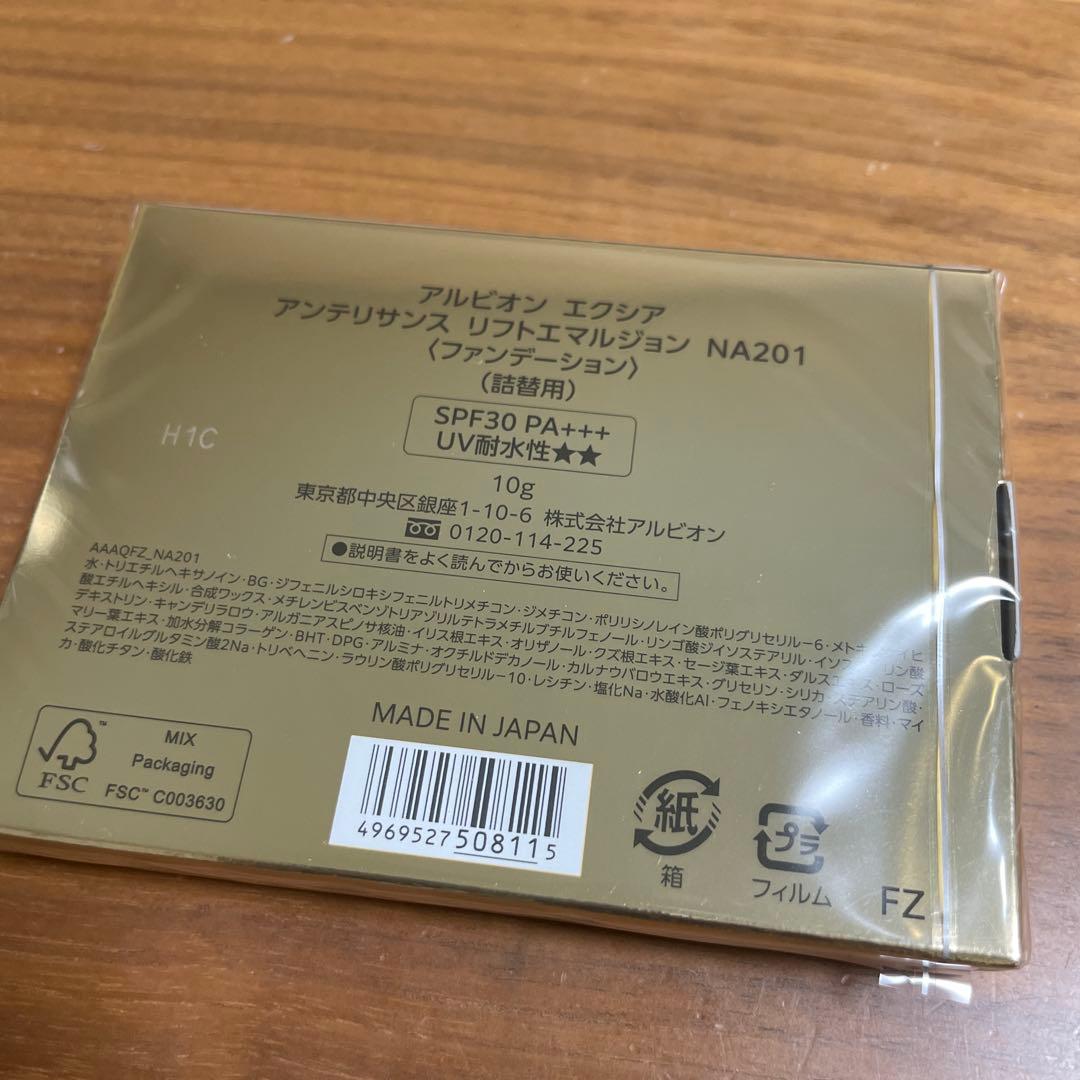 アルビオン エクシア
アンテリサンス リフトエマルジョン NA201
〈ファンデーション〉
(詰替用)
SPF30 PA+++
UV耐水性★★
H1C
10g
東京都中央区銀座1-10-6 株式会社アルビオン
0120-114-225
●説明書をよく読んでからお使いください。
AAAQFZ_NA201
水・トリエチルヘキサノイン・BG・ジフェニルシロキシフェニルトリメチコン・ジメチコン・ポリリシノレイン酸ポリグリセリル-6・メトキ
酸エチルヘキシル・合成ワックス・メチレンビスベンゾトリアゾリルテトラメチルブチルフェノール・リンゴ酸ジイソステアリル・イソ リン酸
デキストリン・キャンデリラロウ・アルガニアスピノサ核油・イリス根エキス・オリザノール・クズ根エキス・セージ葉エキス・ダルスエキス・ローズ
マリー葉エキス・加水分解コラーゲン・BHT・DPG・アルミナ・オクチルドデカノール・カルナウバロウエキス・グリセリン・シリカ・ステアリン酸・
ステアロイルグルタミン酸2Na・トリベヘニン・ラウリン酸ポリグリセリル-10・レシチン・塩化Na・水酸化Al・フェノキシエタノール・香料・マイ
カ・酸化チタン・酸化鉄
MADE IN JAPAN
FSC™
MIX
Packaging
FSC™ C003630
4969527508115
紙
箱
プラ
フィルム
FZ